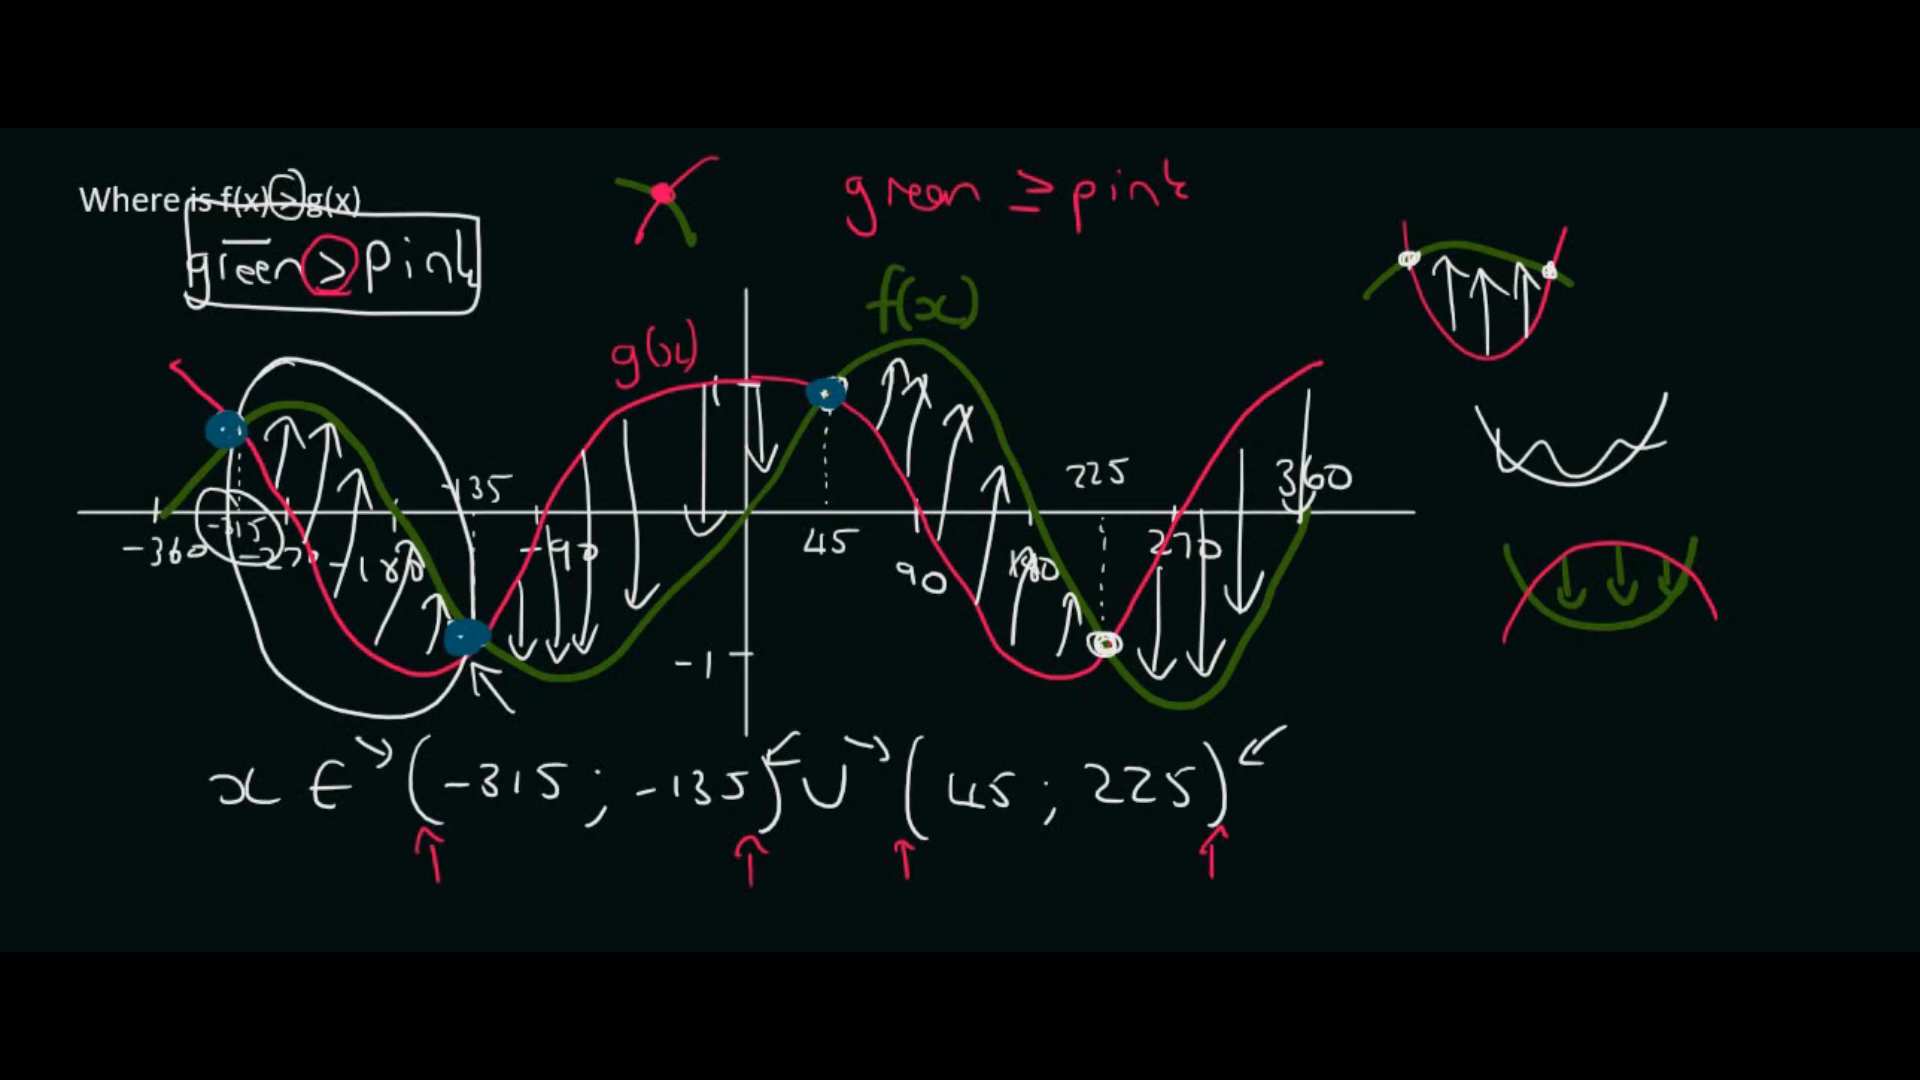 Where is f(x) > g(x)
green ≥ pink
green > pink
f(x)
g(x)
1
-135
225
360
-360
-315
-270
-180
-90
45
90
180
270
-1
x ∈ (-315 ; -135) ∪ (45 ; 225)